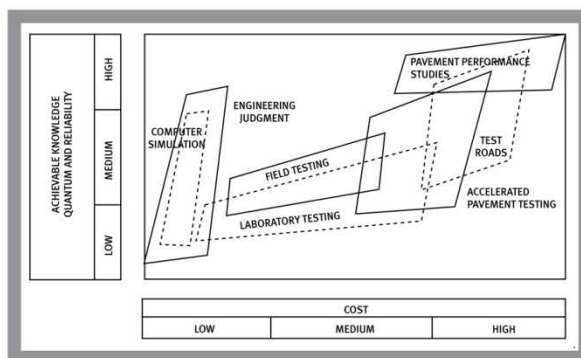 ACHIEVABLE KNOWLEDGE
QUANTUM AND RELIABILITY
HIGH
MEDIUM
LOW
PAVEMENT PERFORMANCE
STUDIES
ENGINEERING
JUDGMENT
COMPUTER
SIMULATION
FIELD TESTING
TEST
ROADS
ACCELERATED
PAVEMENT TESTING
LABORATORY TESTING
COST
LOW
MEDIUM
HIGH